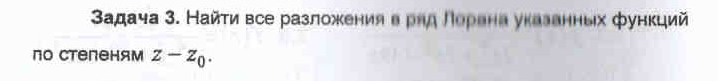 Задача 3. Найти все разложения в ряд Лорана указанных функций
по степеням z − z₀.